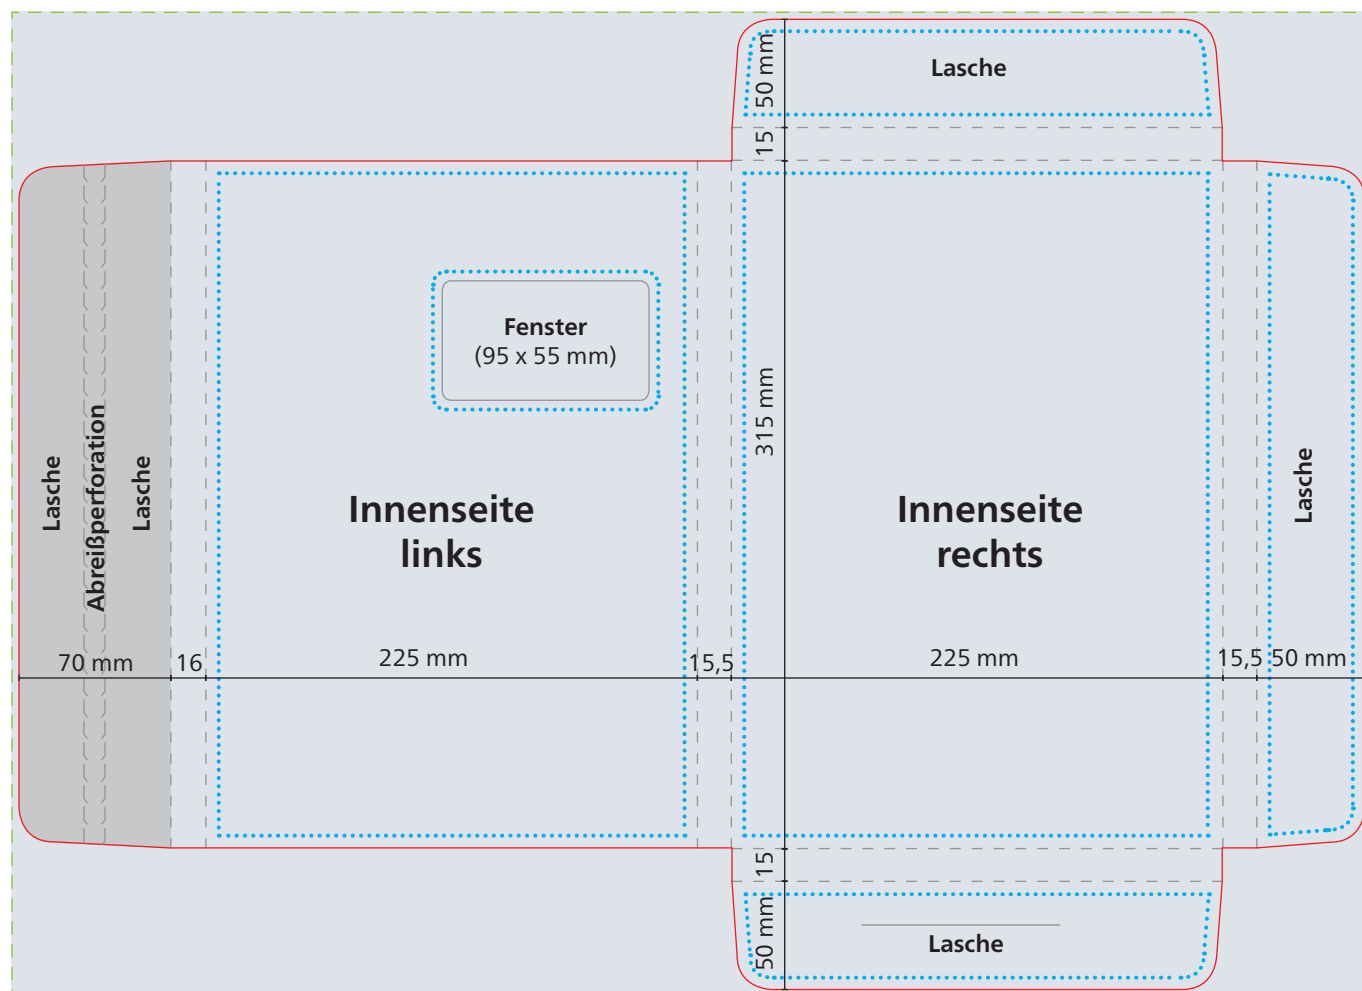 50 mm
Lasche
15
Fenster
(95 x 55 mm)
315 mm
Lasche
Abreißperforation
Lasche
Innenseite
links
Innenseite
rechts
Lasche
70 mm
16
225 mm
15,5
225 mm
15,5
50 mm
15
50 mm
Lasche